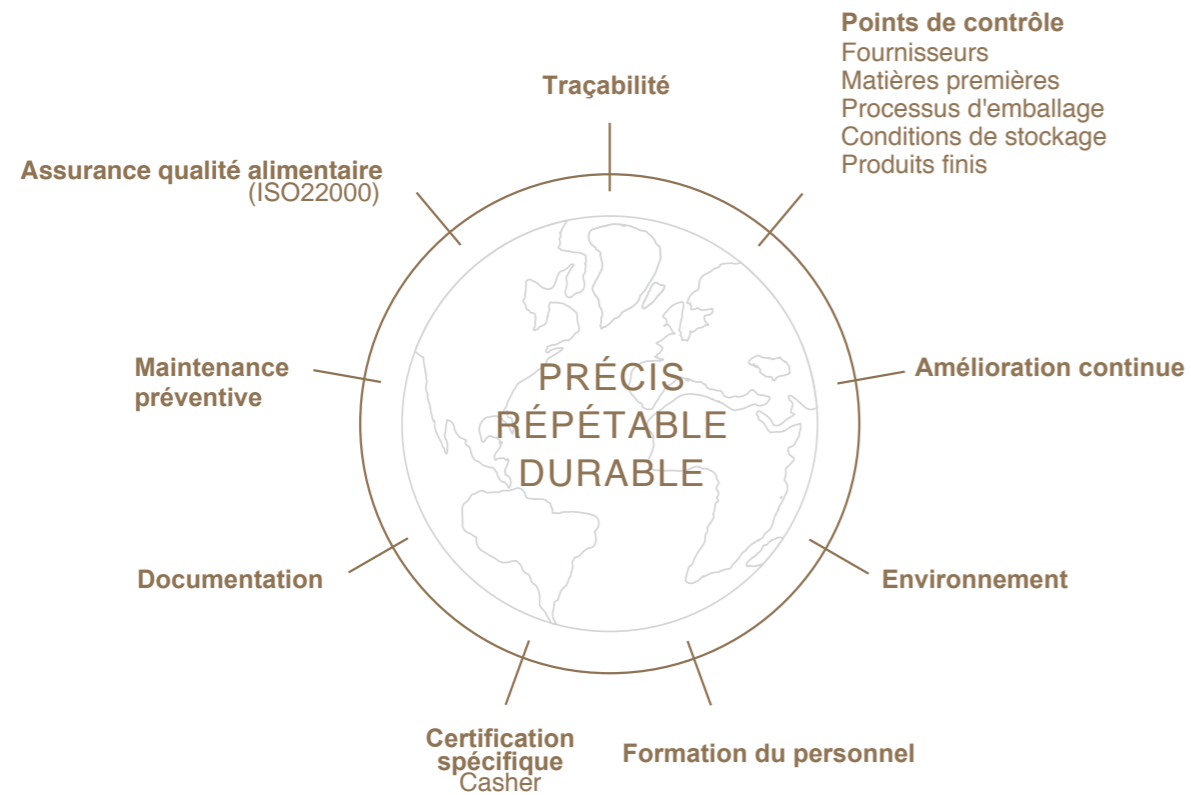 Points de contrôle
Fournisseurs
Matières premières
Processus d'emballage
Conditions de stockage
Produits finis
Traçabilité
Assurance qualité alimentaire
(ISO22000)
Maintenance
préventive
PRÉCIS
RÉPÉTABLE
DURABLE
Amélioration continue
Documentation
Environnement
Certification
spécifique
Casher
Formation du personnel